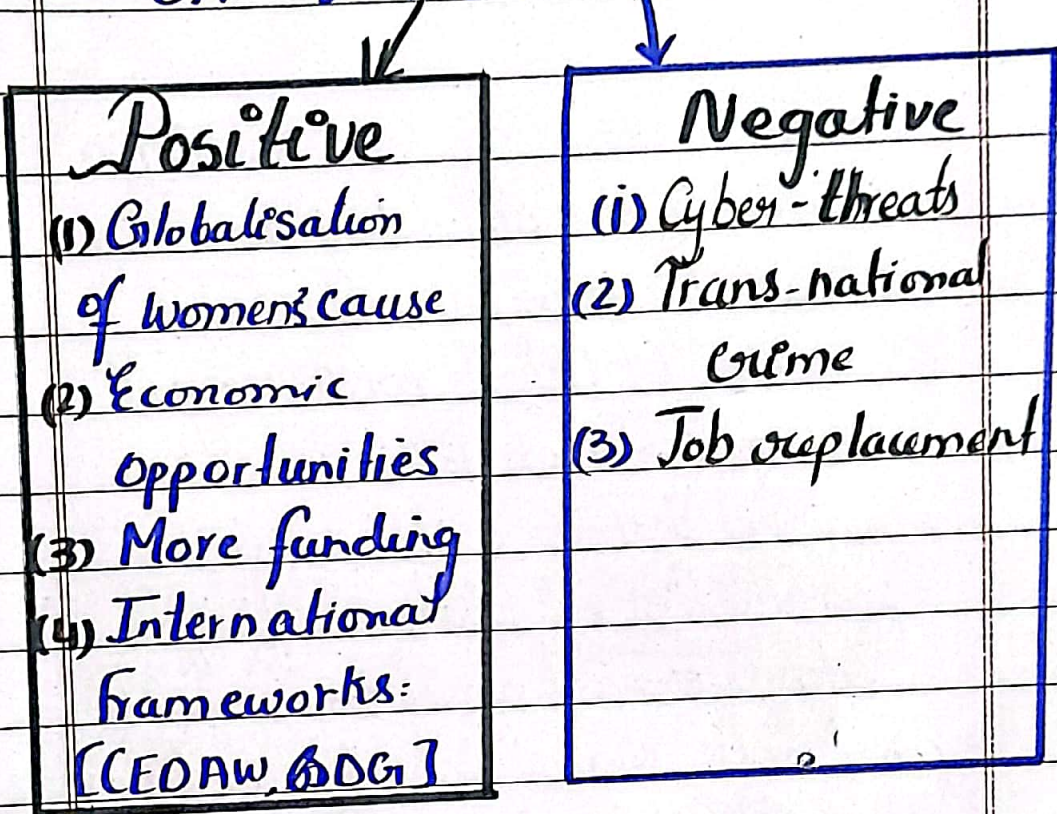 Positive
(1) Globalisation
of women's cause
(2) Economic
opportunities
(3) More funding
(4) International
frameworks:
[CEDAW, SDG]
Negative
(i) Cyber-threats
(2) Trans-national
crime
(3) Job replacement